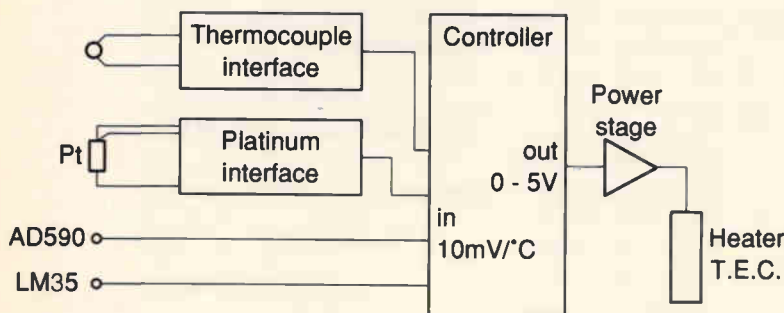 Thermocouple
interface
Controller
Power
stage
Pt
Platinum
interface
out
0 - 5V
in
10mV/°C
AD590
LM35
Heater
T.E.C.